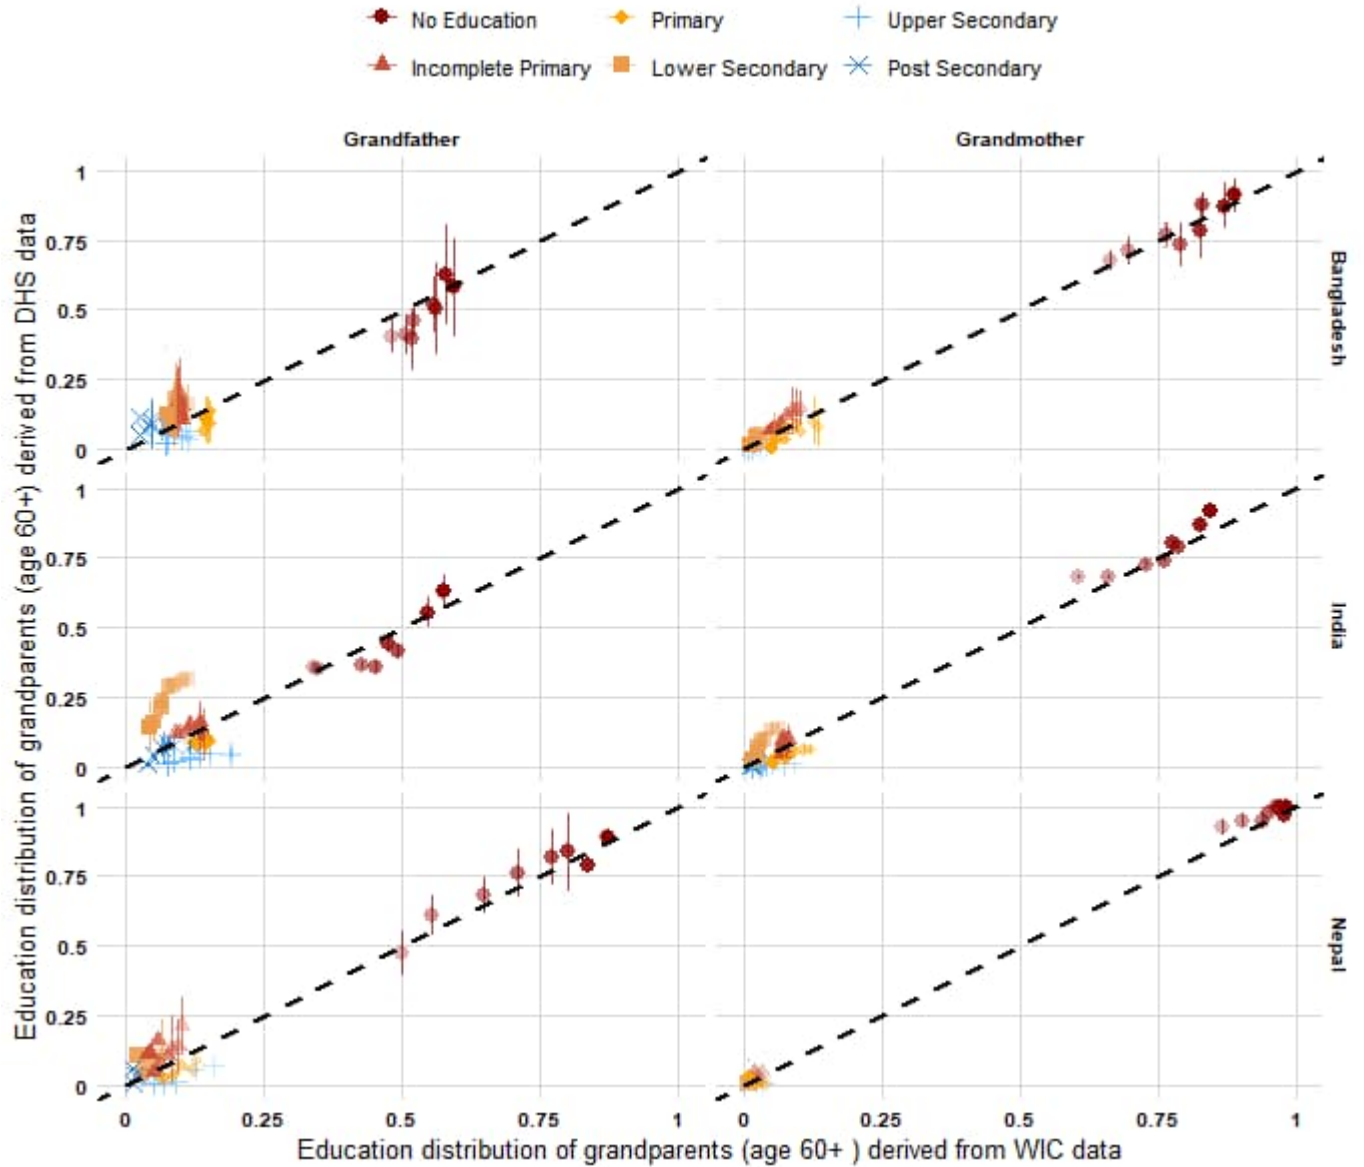 No Education Primary Upper Secondary
Incomplete Primary Lower Secondary Post Secondary
Grandfather Grandmother
Education distribution of grandparents (age 60+) derived from DHS data
1
0.75
0.5
0.25
0
Bangladesh
1
0.75
0.5
0.25
0
India
1
0.75
0.5
0.25
0
Nepal
0 0.25 0.5 0.75 1 0 0.25 0.5 0.75 1
Education distribution of grandparents (age 60+ ) derived from WIC data